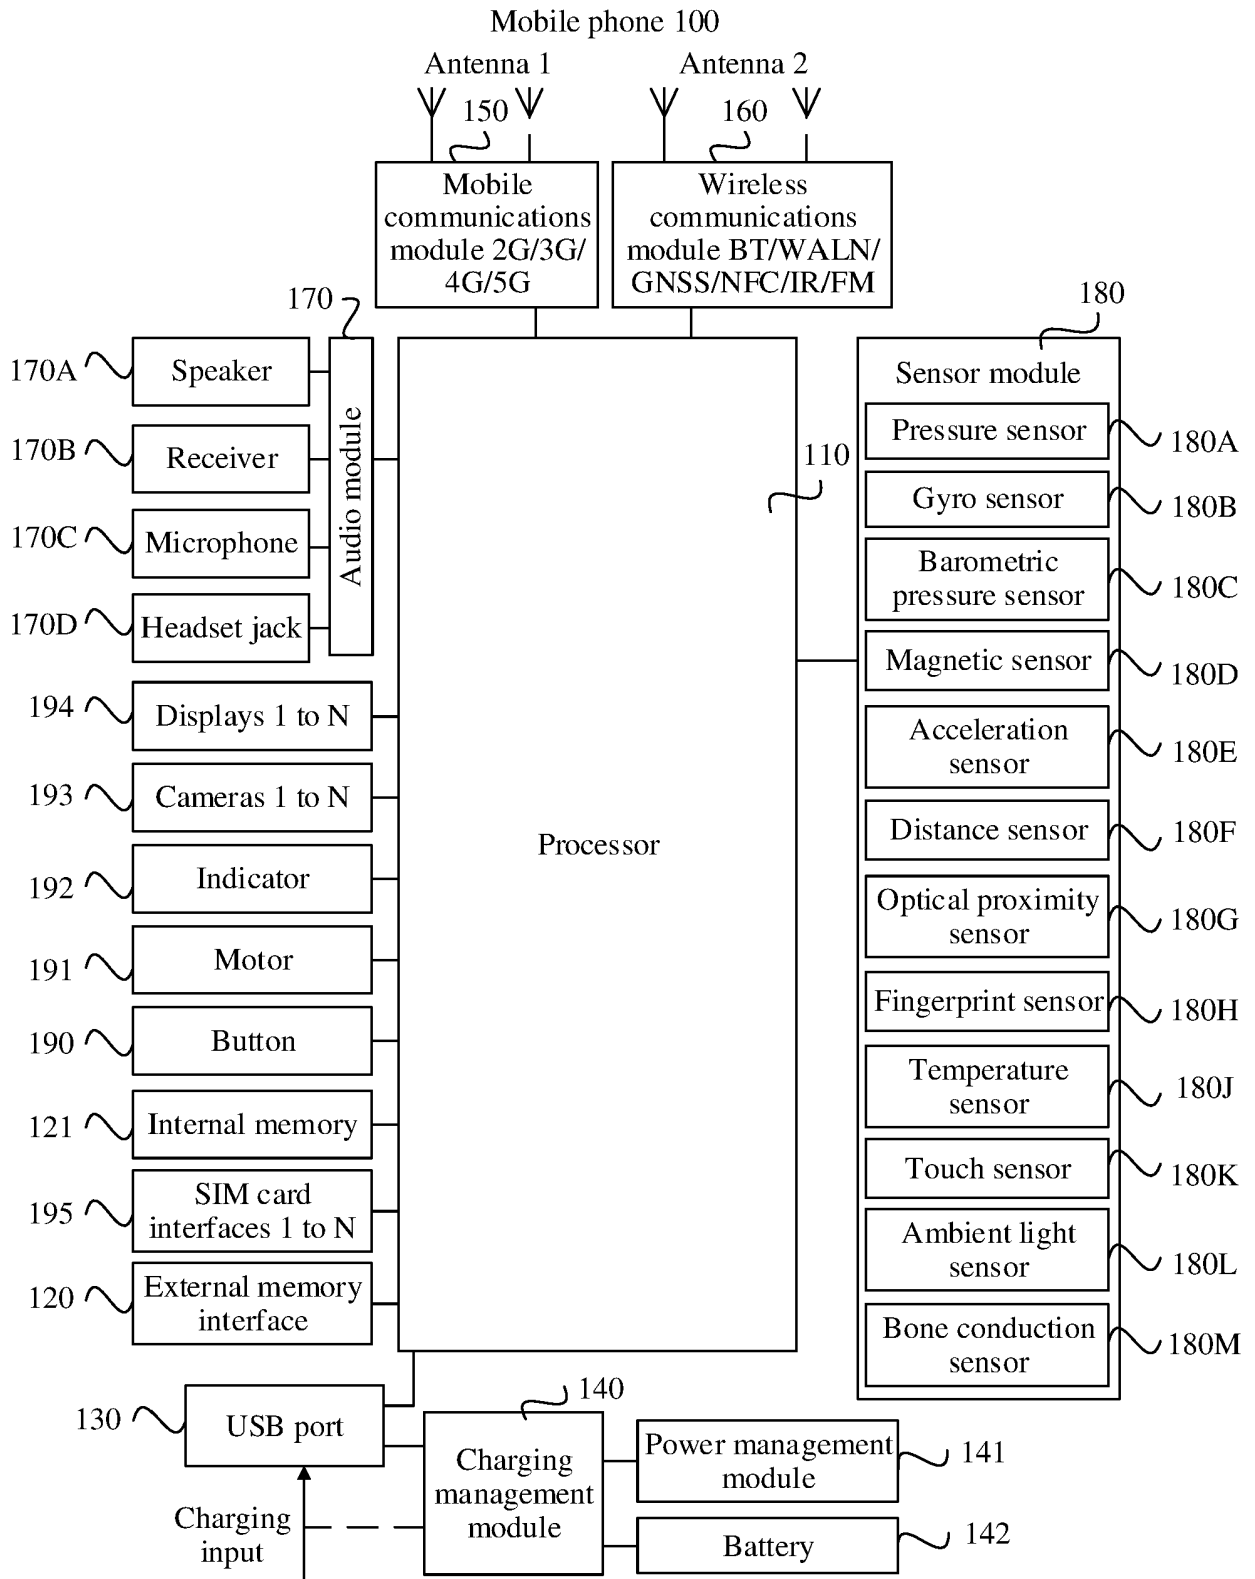 Mobile phone 100
Antenna 1
Antenna 2
150
160
Mobile
communications
module 2G/3G/
4G/5G
Wireless
communications
module BT/WALN/
GNSS/NFC/IR/FM
170
180
170A
Speaker
170B
Receiver
170C
Microphone
170D
Headset jack
Audio module
194
Displays 1 to N
193
Cameras 1 to N
192
Indicator
191
Motor
190
Button
121
Internal memory
195
SIM card
interfaces 1 to N
120
External memory
interface
110
Processor
Sensor module
Pressure sensor
180A
Gyro sensor
180B
Barometric
pressure sensor
180C
Magnetic sensor
180D
Acceleration
sensor
180E
Distance sensor
180F
Optical proximity
sensor
180G
Fingerprint sensor
180H
Temperature
sensor
180J
Touch sensor
180K
Ambient light
sensor
180L
Bone conduction
sensor
180M
130
USB port
140
Charging
management
module
Power management
module
141
Battery
142
Charging
input